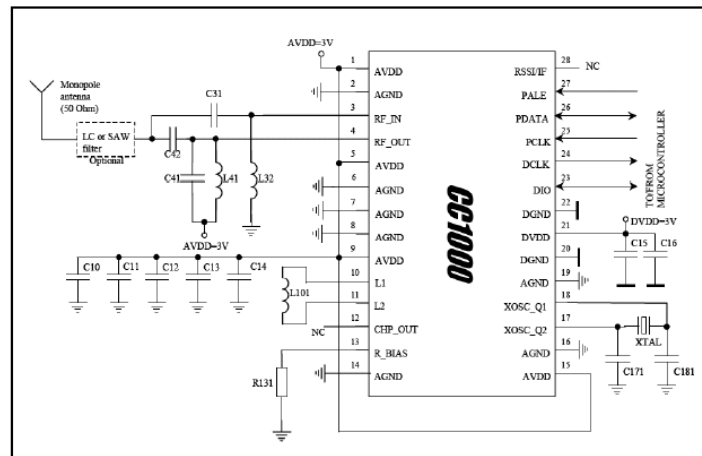 AVDD=3V
Monopole
antenna
(50 Ohm)
LC or SAW
filter
Optional
C31
C42
C41
L41
L32
AVDD=3V
C10
C11
C12
C13
C14
L101
NC
R131
1 AVDD
2 AGND
3 RF_IN
4 RF_OUT
5 AVDD
6 AGND
7 AGND
8 AGND
9 AVDD
10 L1
11 L2
12 CHP_OUT
13 R_BIAS
14 AGND
CC1000
RSSI/IF 28
NC
PALE 27
PDATA 26
PCLK 25
DCLK 24
DIO 23
DGND 22
DVDD 21
DGND 20
AGND 19
XOSC_Q1 18
XOSC_Q2 17
AGND 16
AVDD 15
TO/FROM
MICROCONTROLLER
DVDD=3V
C15
C16
XTAL
C171
C181